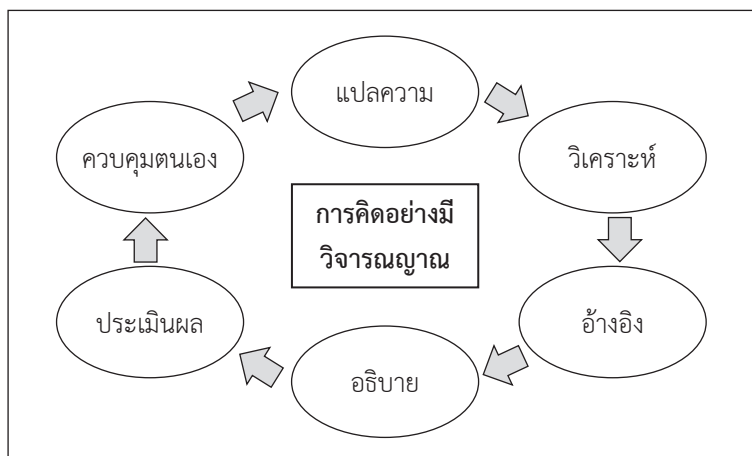 แปลความ
วิเคราะห์
อ้างอิง
อธิบาย
ประเมินผล
ควบคุมตนเอง
การคิดอย่างมี
วิจารณญาณ